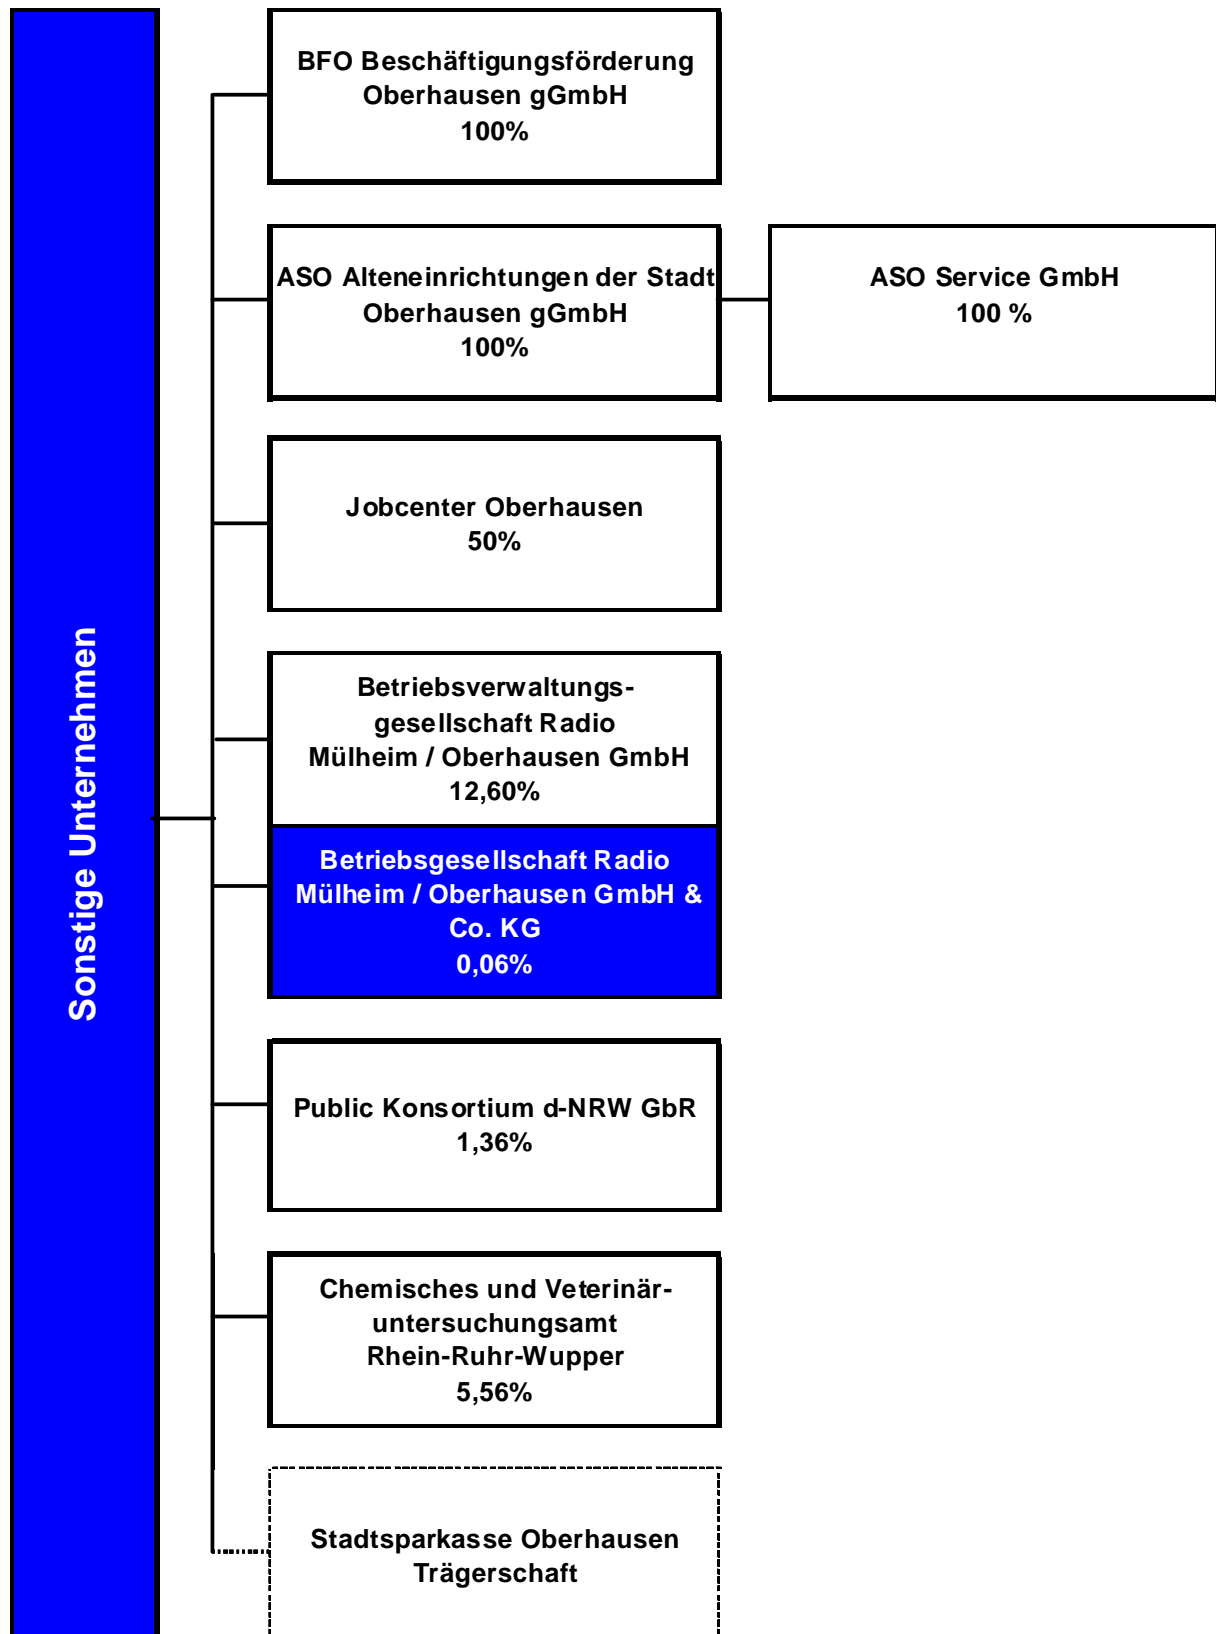 Sonstige Unternehmen
BFO Beschäftigungsförderung
Oberhausen gGmbH
100%
ASO Alteneinrichtungen der Stadt
Oberhausen gGmbH
100%
ASO Service GmbH
100 %
Jobcenter Oberhausen
50%
Betriebsverwaltungs-
gesellschaft Radio
Mülheim / Oberhausen GmbH
12,60%
Betriebsgesellschaft Radio
Mülheim / Oberhausen GmbH &
Co. KG
0,06%
Public Konsortium d-NRW GbR
1,36%
Chemisches und Veterinär-
untersuchungsamt
Rhein-Ruhr-Wupper
5,56%
Stadtsparkasse Oberhausen
Trägerschaft